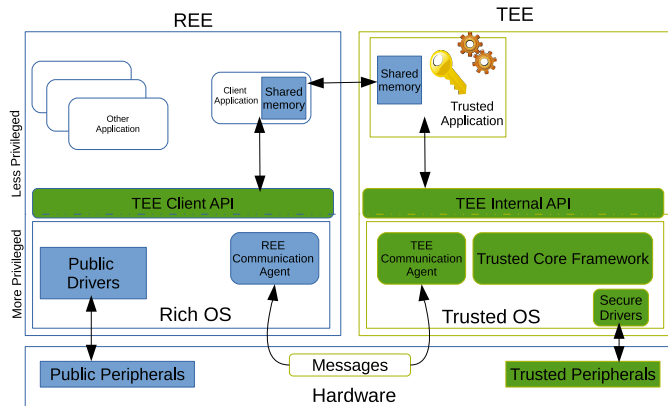 REE
TEE
Less Privileged
More Privileged
Other
Application
Client
Application
Shared
memory
Shared
memory
Trusted
Application
TEE Client API
TEE Internal API
Public
Drivers
REE
Communication
Agent
Rich OS
TEE
Communication
Agent
Trusted Core Framework
Secure
Drivers
Trusted OS
Messages
Public Peripherals
Trusted Peripherals
Hardware